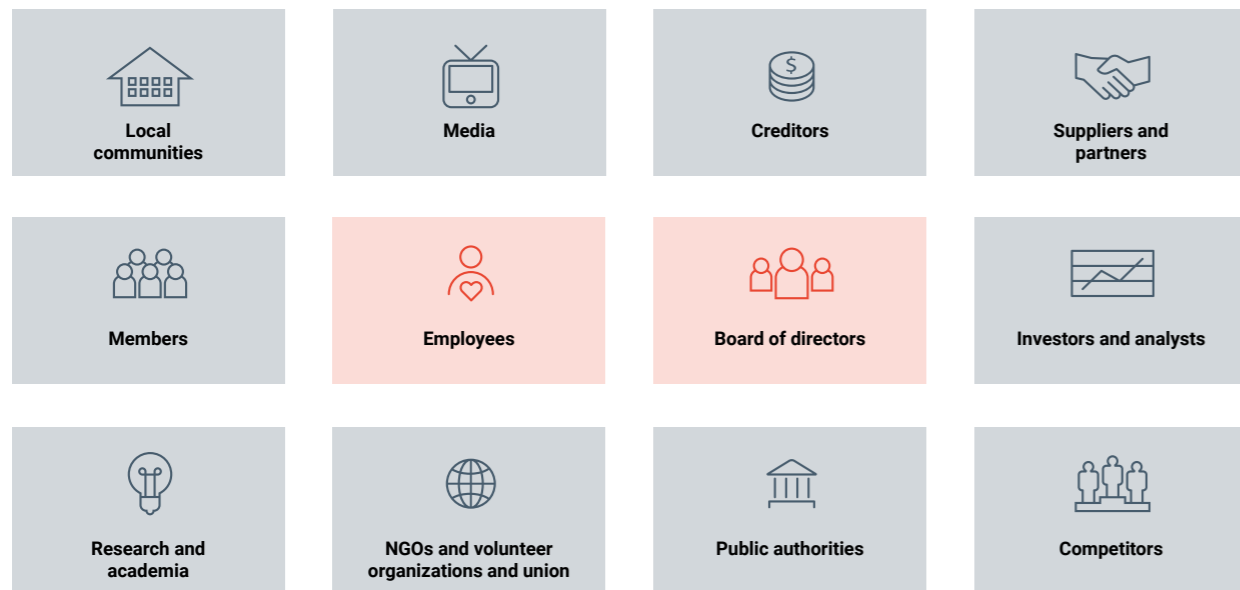 Local
communities
Media
Creditors
Suppliers and
partners
Members
Employees
Board of directors
Investors and analysts
Research and
academia
NGOs and volunteer
organizations and union
Public authorities
Competitors
$